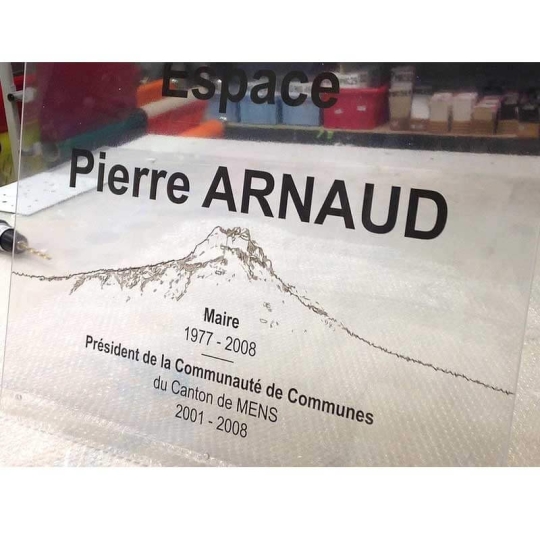 Espace
Pierre ARNAUD
Maire
1977 - 2008
Président de la Communauté de Communes
du Canton de MENS
2001 - 2008